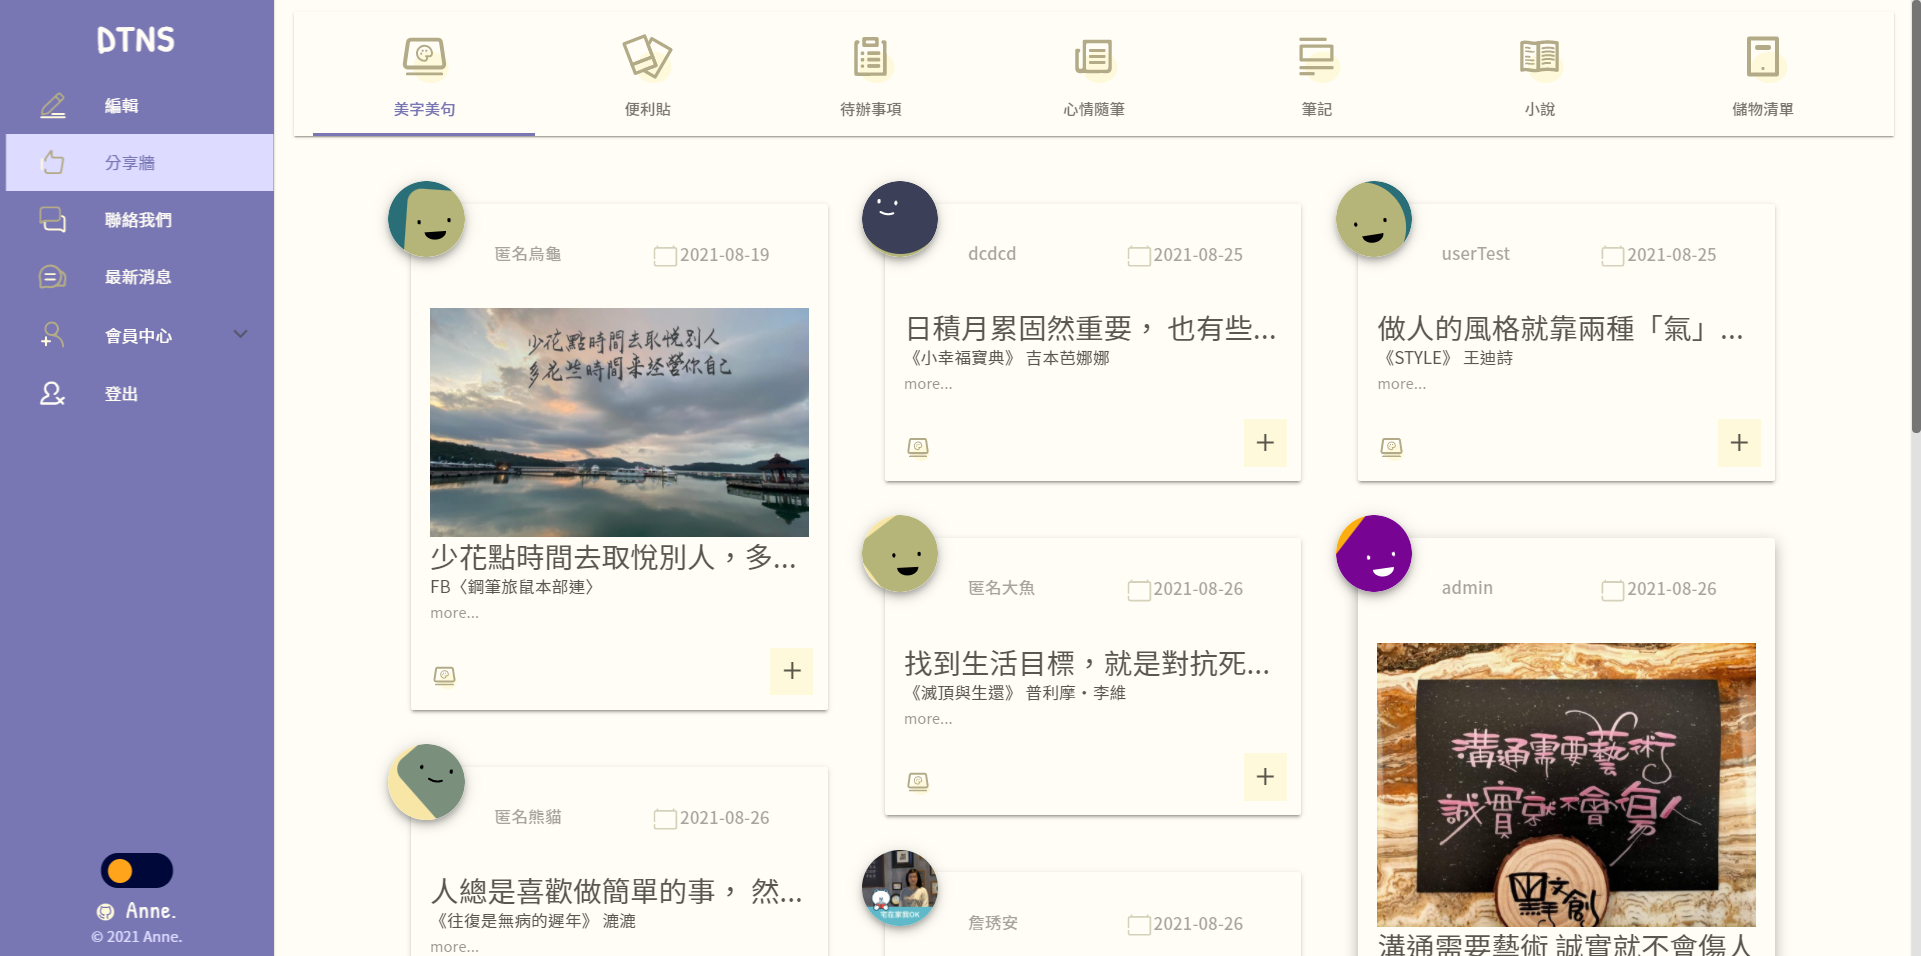 DTNS
編輯
分享牆
聯絡我們
最新消息
會員中心
登出
Anne.
© 2021 Anne.
美字美句
便利貼
待辦事項
心情隨筆
筆記
小說
儲物清單
匿名烏龜
2021-08-19
少花點時間去取悅別人
多花些時間来经營你自己
少花點時間去取悅別人，多...
FB〈鋼筆旅鼠本部連〉
more...
+
dcdcd
2021-08-25
日積月累固然重要， 也有些...
《小幸福寶典》 吉本芭娜娜
more...
+
userTest
2021-08-25
做人的風格就靠兩種「氣」...
《STYLE》 王迪詩
more...
+
匿名大魚
2021-08-26
找到生活目標，就是對抗死...
《滅頂與生還》 普利摩・李維
more...
+
admin
2021-08-26
溝通需要藝術
誠實就不會傷人
文創
溝通需要藝術 誠實就不會傷人
匿名熊貓
2021-08-26
人總是喜歡做簡單的事， 然...
《往復是無病的遲年》 漉漉
more...
宅在家我OK
詹琇安
2021-08-26